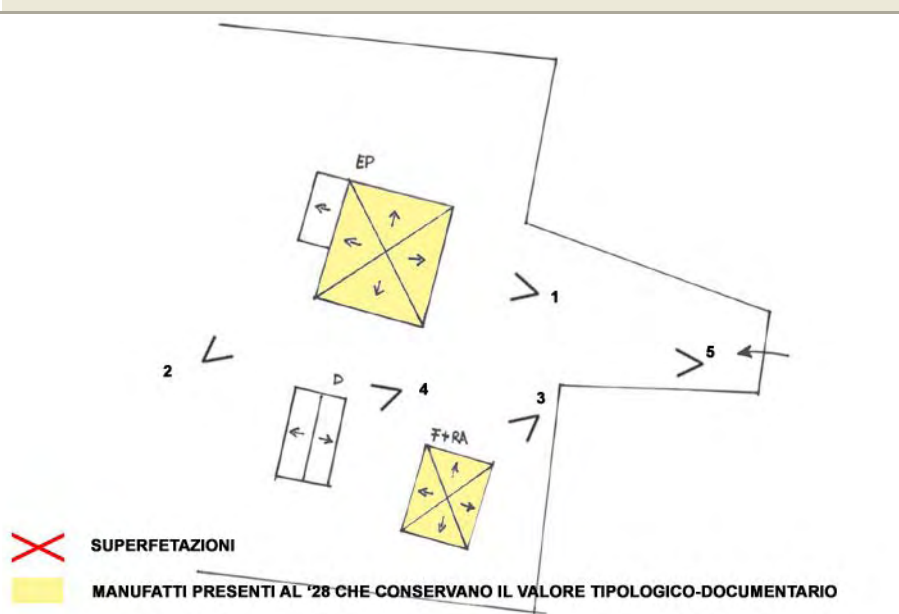 EP
1
5
2
D
4
3
F+RA
SUPERFETAZIONI
MANUFATTI PRESENTI AL '28 CHE CONSERVANO IL VALORE TIPOLOGICO-DOCUMENTARIO